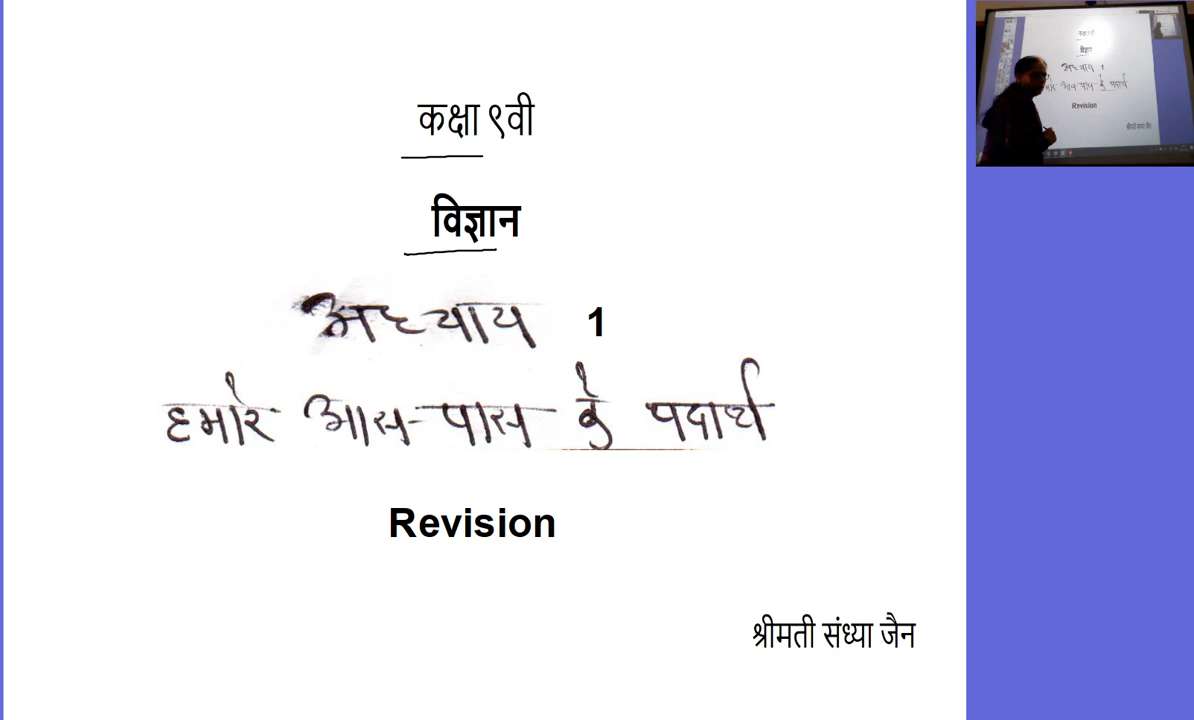 कक्षा ९वी
विज्ञान
अध्याय 1
हमारे आस-पास के पदार्थ
Revision
श्रीमती संध्या जैन